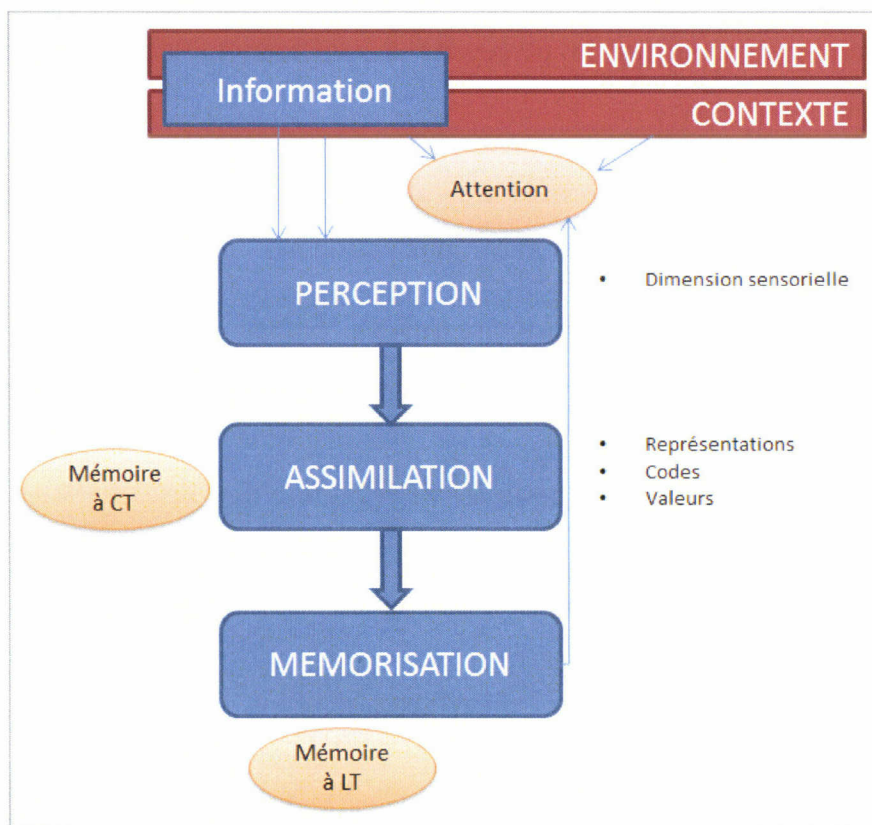 ENVIRONNEMENT
Information
CONTEXTE
Attention
PERCEPTION
• Dimension sensorielle
ASSIMILATION
Mémoire
à CT
• Représentations
• Codes
• Valeurs
MEMORISATION
Mémoire
à LT